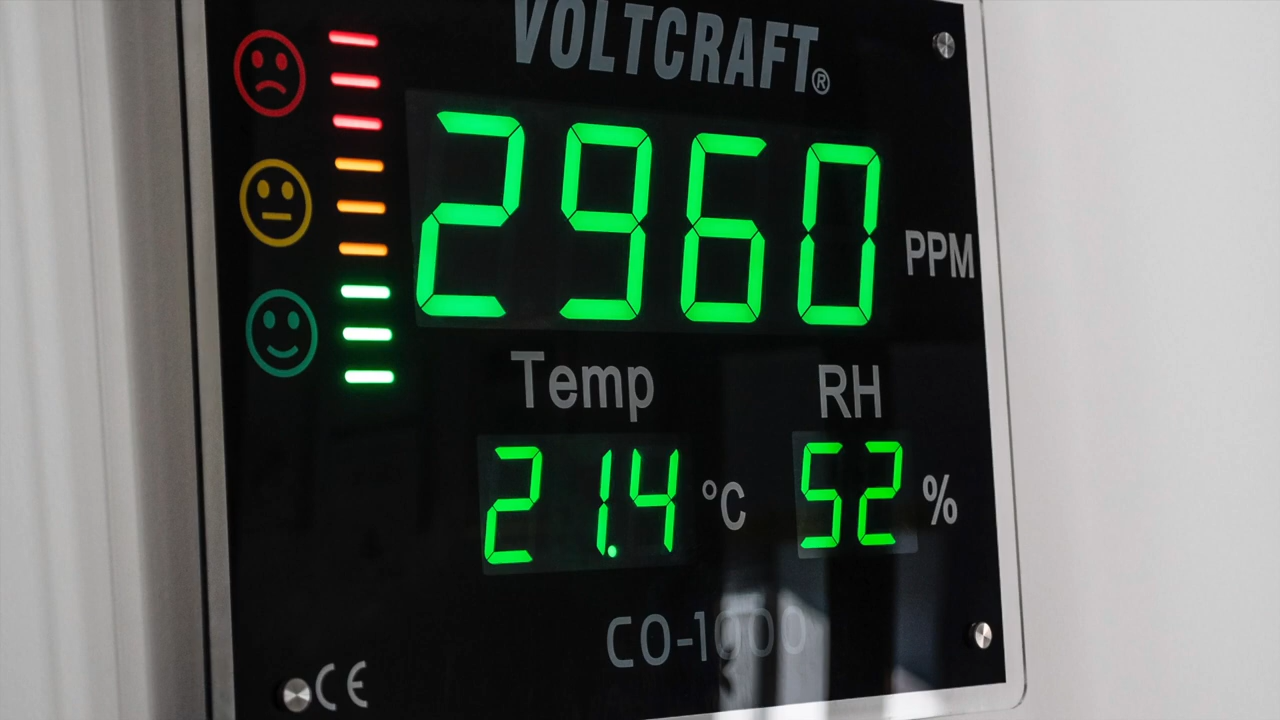 VOLTCRAFT®
2960 PPM
Temp RH
21.4 °C 52 %
CO-1000
CE